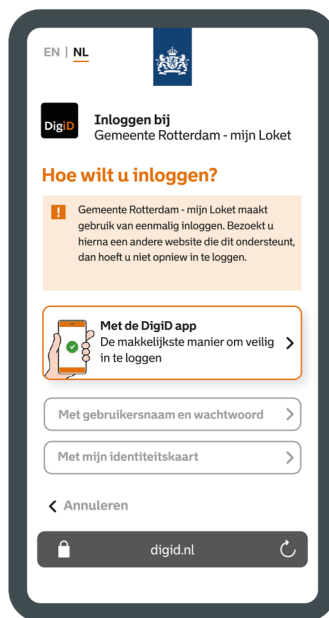 EN | NL
DigiD
Inloggen bij
Gemeente Rotterdam - mijn Loket
Hoe wilt u inloggen?
! Gemeente Rotterdam - mijn Loket maakt
gebruik van eenmalig inloggen. Bezoekt u
hierna een andere website die dit ondersteunt,
dan hoeft u niet opniew in te loggen.
Met de DigiD app
De makkelijkste manier om veilig
in te loggen
Met gebruikersnaam en wachtwoord
Met mijn identiteitskaart
Annuleren
digid.nl